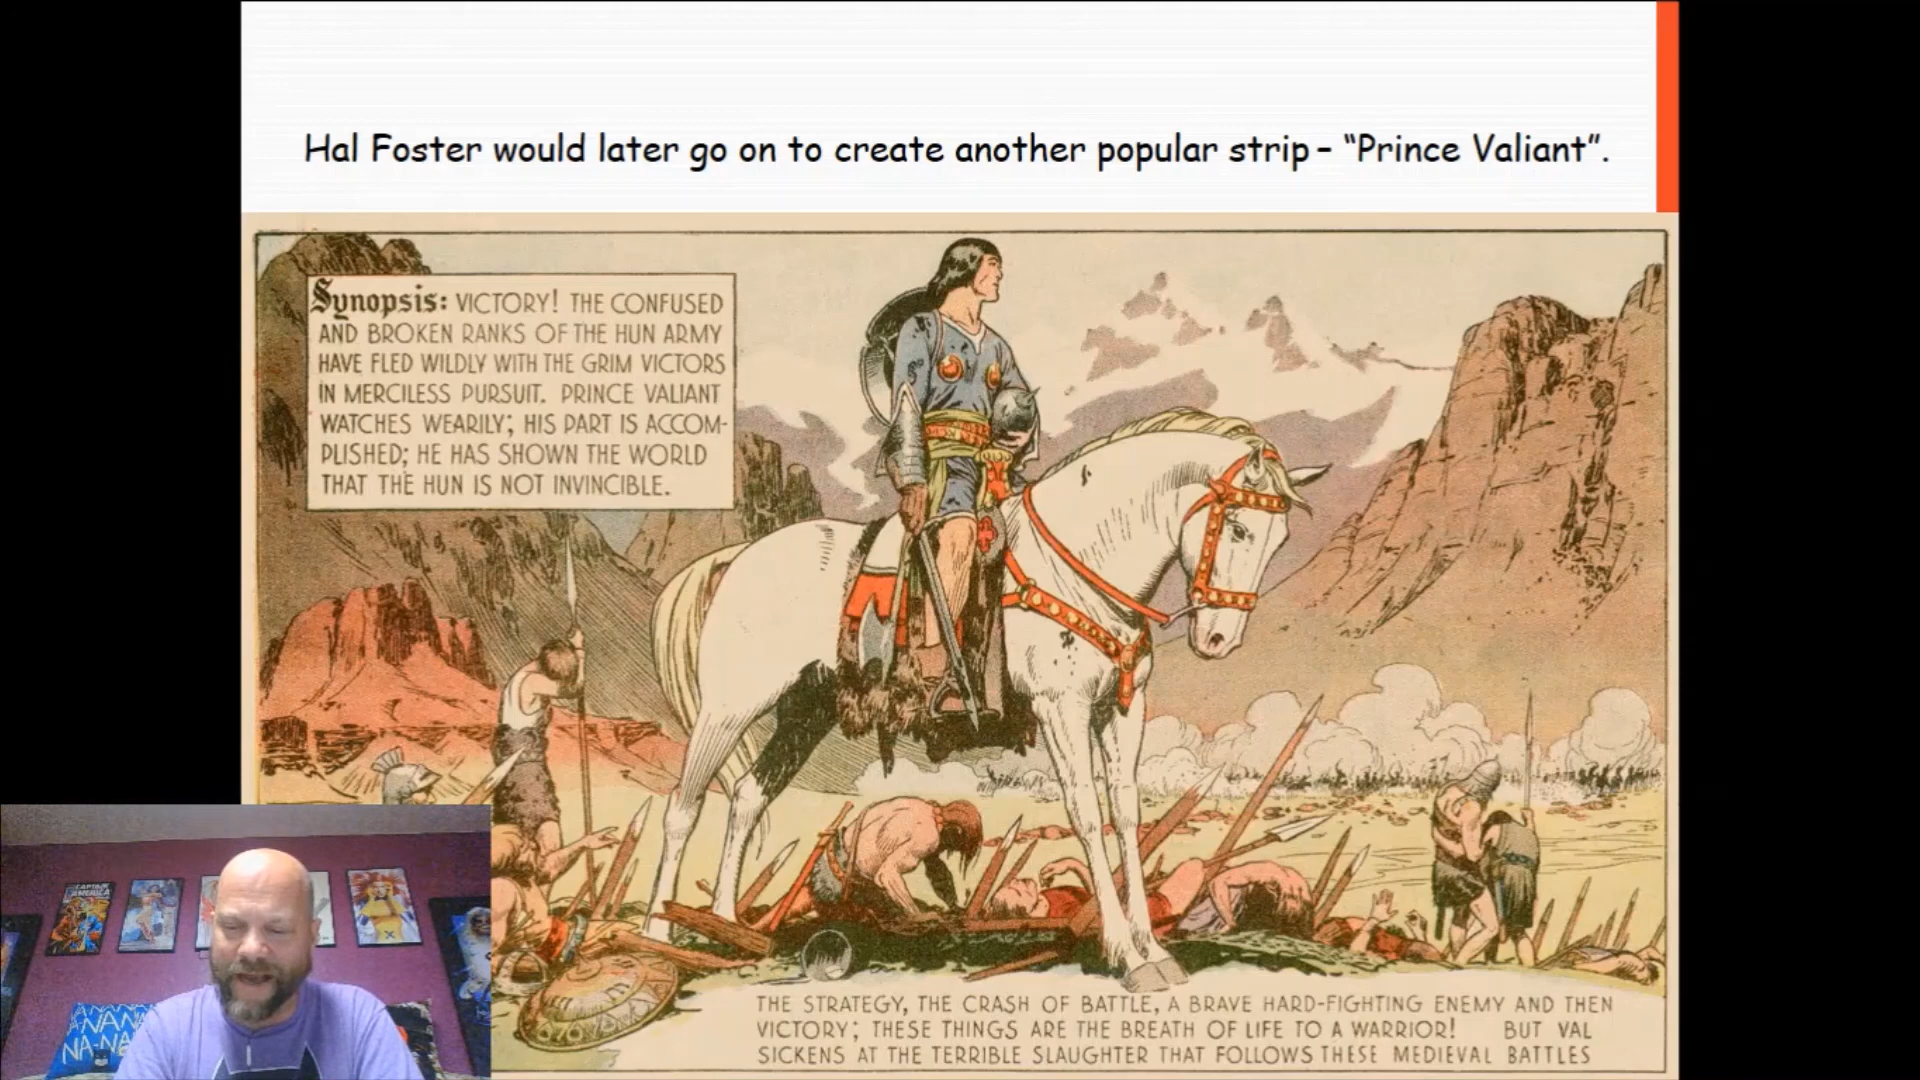 Hal Foster would later go on to create another popular strip – “Prince Valiant”.
Synopsis: VICTORY! THE CONFUSED
AND BROKEN RANKS OF THE HUN ARMY
HAVE FLED WILDLY WITH THE GRIM VICTORS
IN MERCILESS PURSUIT. PRINCE VALIANT
WATCHES WEARILY; HIS PART IS ACCOM-
PLISHED; HE HAS SHOWN THE WORLD
THAT THE HUN IS NOT INVINCIBLE.
THE STRATEGY, THE CRASH OF BATTLE, A BRAVE HARD-FIGHTING ENEMY AND THEN
VICTORY; THESE THINGS ARE THE BREATH OF LIFE TO A WARRIOR! BUT VAL
SICKENS AT THE TERRIBLE SLAUGHTER THAT FOLLOWS THESE MEDIEVAL BATTLES
CAPTAIN
AMERICA